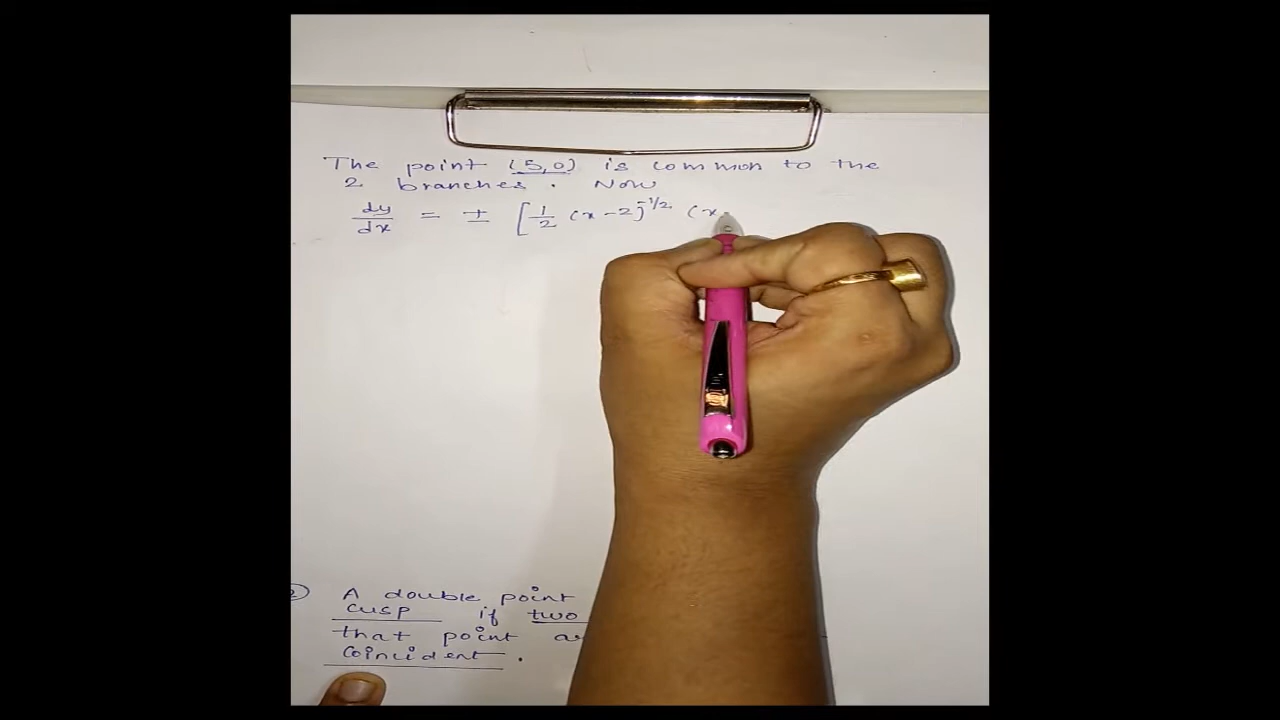 The point (5,0) is common to the
2 branches. Now
dy/dx = ± [1/2 (x-2)^-1/2 (x-
② A double point
cusp if two
that point
coincident.